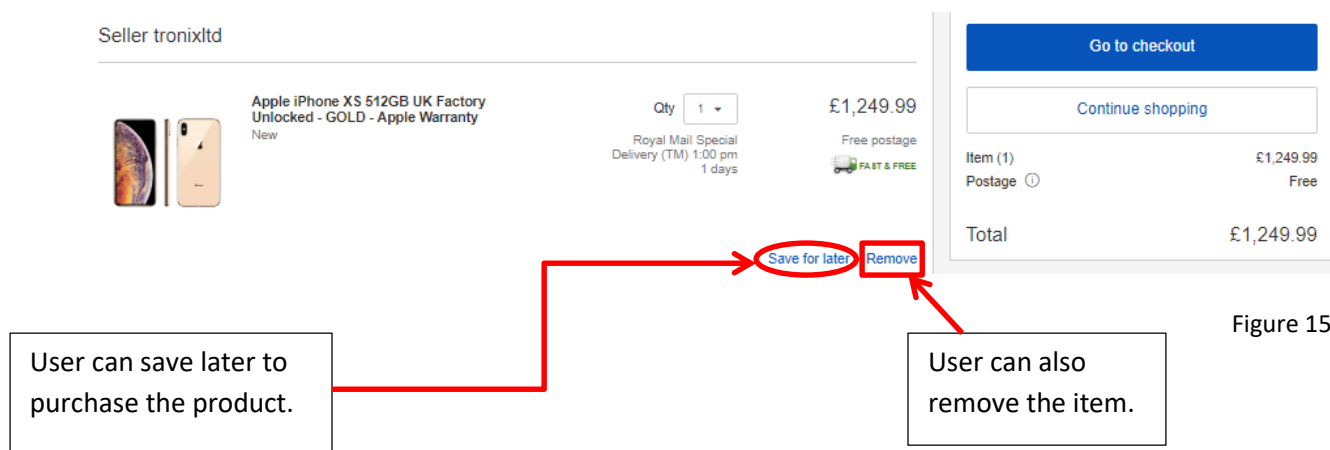 Seller tronixltd
Apple iPhone XS 512GB UK Factory
Unlocked - GOLD - Apple Warranty
New
Qty 1
Royal Mail Special
Delivery (TM) 1:00 pm
1 days
£1,249.99
Free postage
FAST & FREE
Save for later Remove
Go to checkout
Continue shopping
Item (1) £1,249.99
Postage Free
Total £1,249.99
Figure 15
User can save later to
purchase the product.
User can also
remove the item.